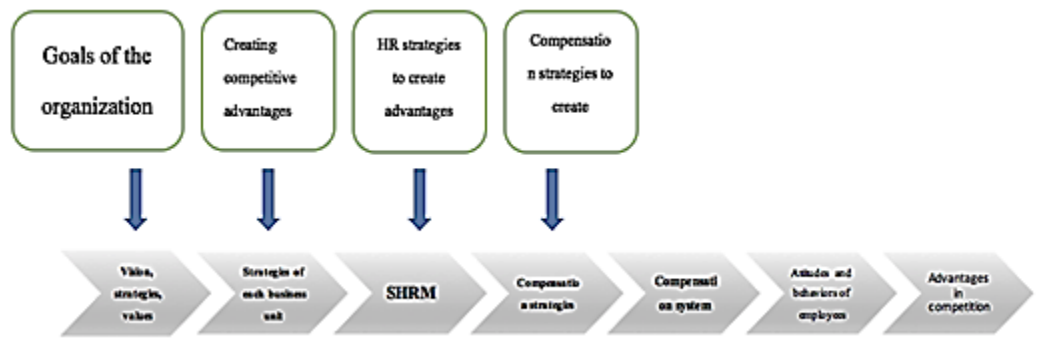 Goals of the
organization
Creating
competitive
advantages
HR strategies
to create
advantages
Compensatio
n strategies to
create
Vision,
strategies,
values
Strategies of
each business
unit
SHRM
Compensatio
n strategies
Compensati
on system
Attitudes and
behaviors of
employees
Advantages
in
competition